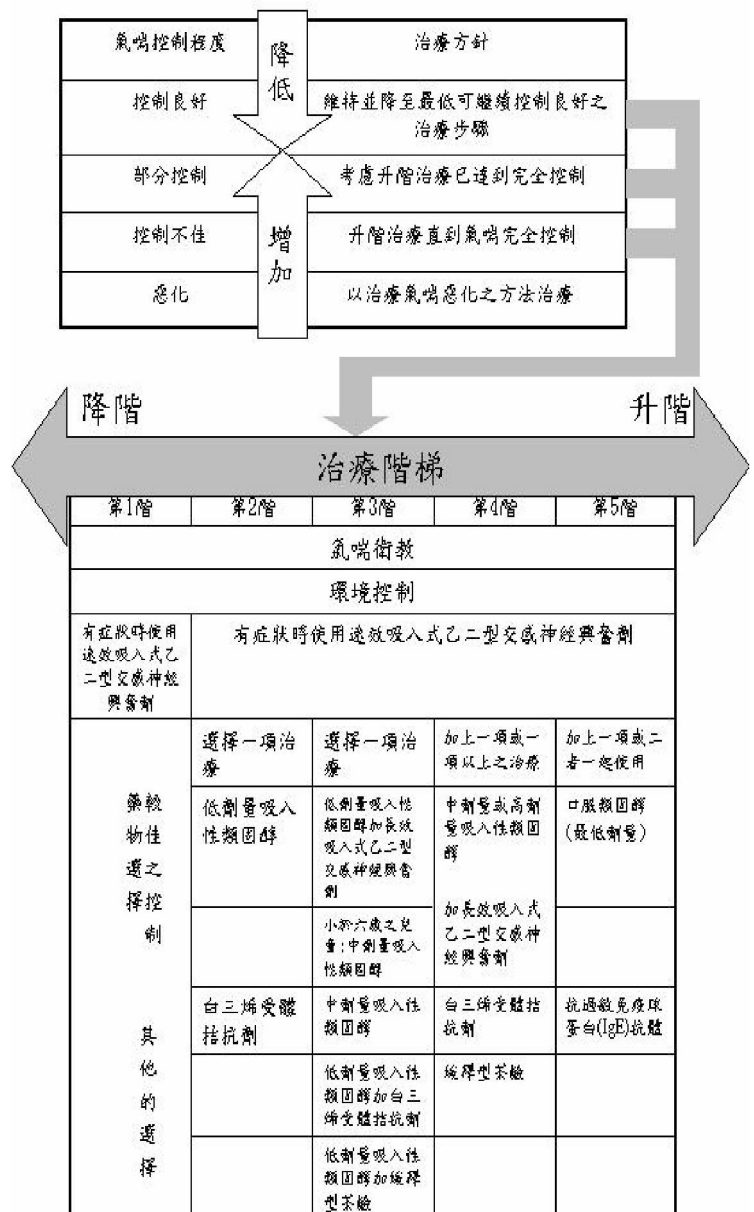 氣喘控制程度
降低
治療方針
控制良好
維持並降至最低可繼續控制良好之
治療步驟
部分控制
考慮升階治療已達到完全控制
控制不佳
增加
升階治療直到氣喘完全控制
惡化
以治療氣喘惡化之方法治療
降階
升階
治療階梯
第1階
第2階
第3階
第4階
第5階
氣喘衛教
環境控制
有症狀時使用
速效吸入式乙
二型交感神經
興奮劑
有症狀時使用速效吸入式乙二型交感神經興奮劑
藥物選擇
較佳之控制
選擇一項治
療
選擇一項治
療
加上一項或一
項以上之治療
加上一項或二
者一起使用
低劑量吸入
性類固醇
低劑量吸入性
類固醇加長效
吸入式乙二型
交感神經興奮
劑
中劑量或高劑
量吸入性類固
醇
口服類固醇
(最低劑量)
小於六歲之兒
童:中劑量吸入
性類固醇
加長效吸入式
乙二型交感神
經興奮劑
其他的選擇
白三烯受體
拮抗劑
中劑量吸入性
類固醇
白三烯受體拮
抗劑
抗過敏免疫球
蛋白(IgE)抗體
低劑量吸入性
類固醇加白三
烯受體拮抗劑
緩釋型茶鹼
低劑量吸入性
類固醇加緩釋
型茶鹼